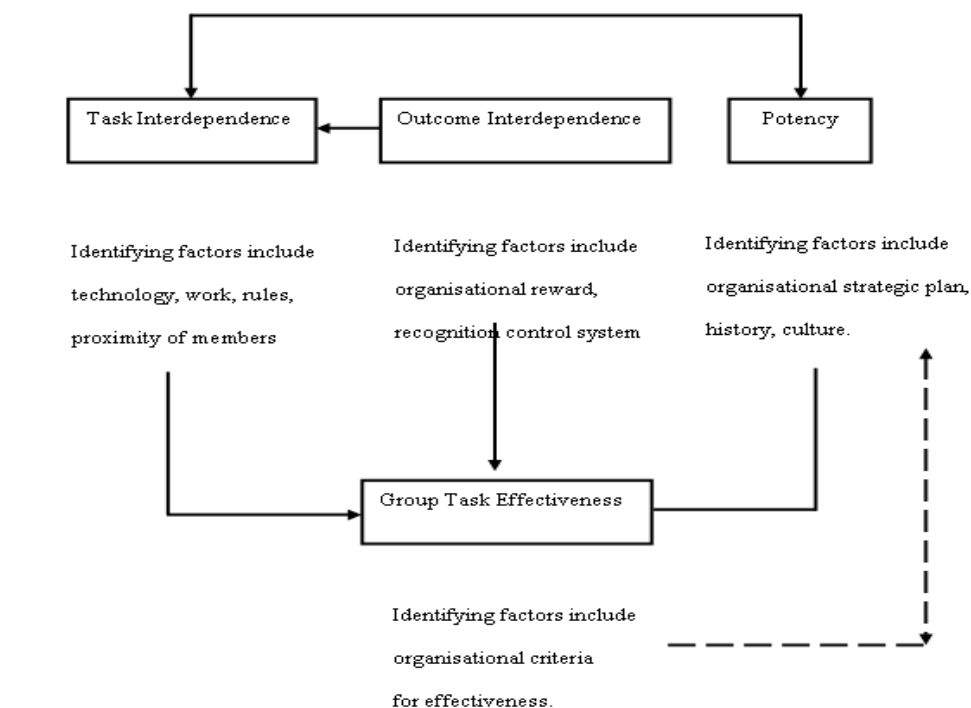 Task Interdependence
Outcome Interdependence
Potency
Identifying factors include
technology, work, rules,
proximity of members
Identifying factors include
organisational reward,
recognition control system
Identifying factors include
organisational strategic plan,
history, culture.
Group Task Effectiveness
Identifying factors include
organisational criteria
for effectiveness.